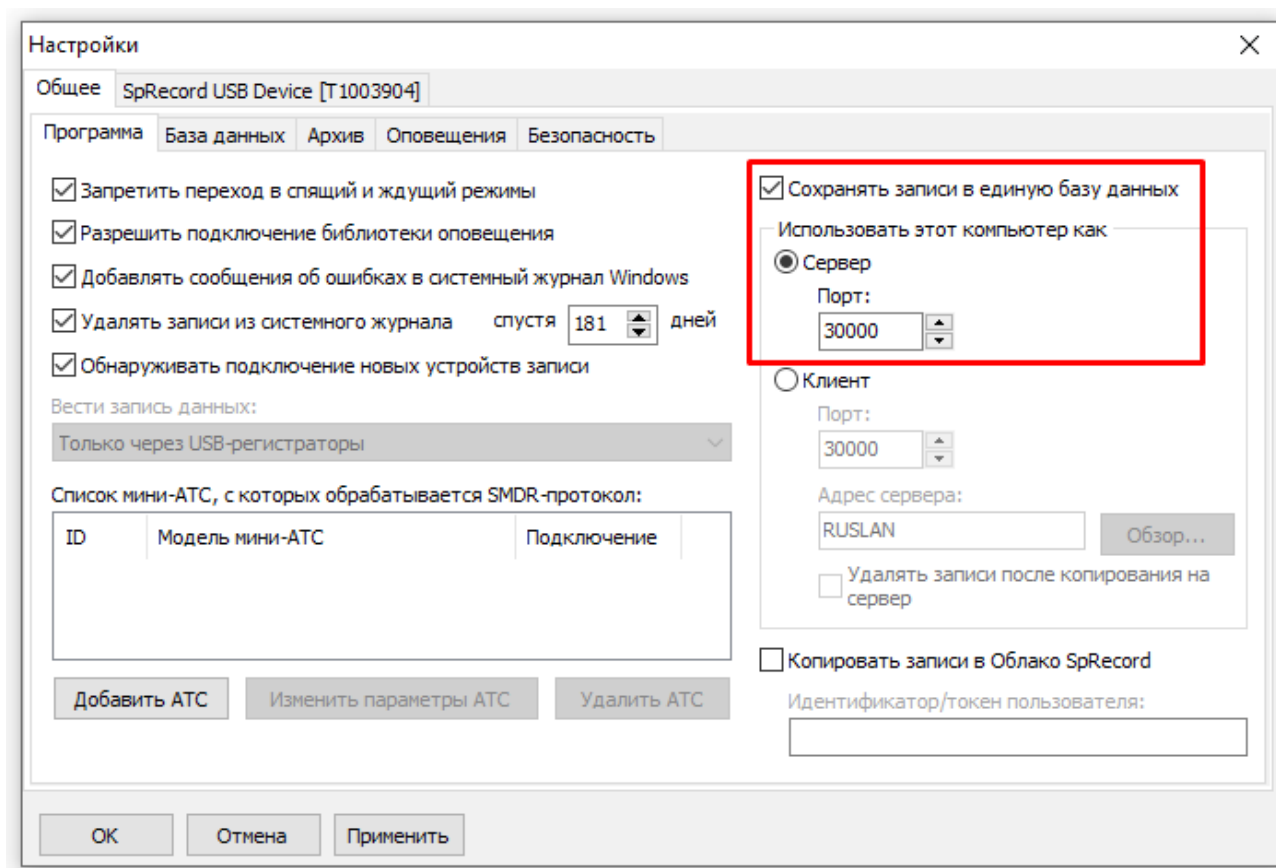 Настройки
Общее SpRecord USB Device [T1003904]
Программа База данных Архив Оповещения Безопасность
Запретить переход в спящий и ждущий режимы
Разрешить подключение библиотеки оповещения
Добавлять сообщения об ошибках в системный журнал Windows
Удалять записи из системного журнала спустя 181 дней
Обнаруживать подключение новых устройств записи
Вести запись данных:
Только через USB-регистраторы
Список мини-АТС, с которых обрабатывается SMDR-протокол:
ID Модель мини-АТС Подключение
Добавить АТС Изменить параметры АТС Удалить АТС
Сохранять записи в единую базу данных
Использовать этот компьютер как
Сервер
Порт:
30000
Клиент
Порт:
30000
Адрес сервера:
RUSLAN Обзор...
Удалять записи после копирования на
сервер
Копировать записи в Облако SpRecord
Идентификатор/токен пользователя:
OK Отмена Применить